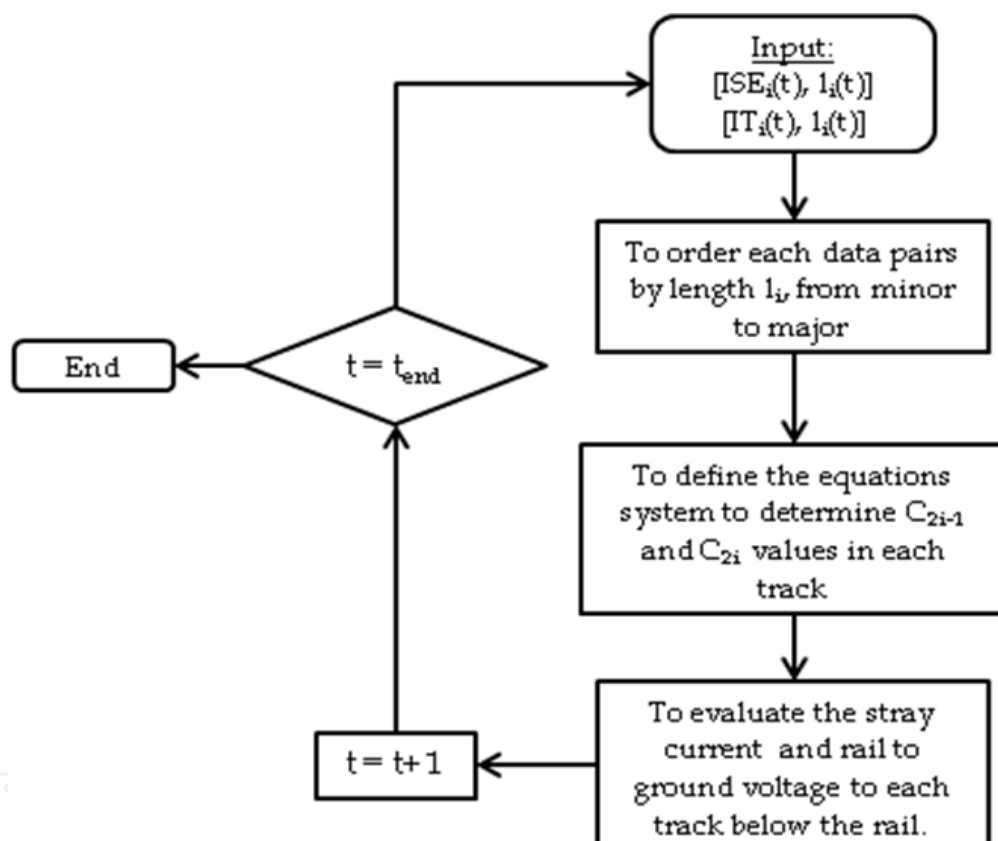 Input:
[ISEᵢ(t), lᵢ(t)]
[ITᵢ(t), lᵢ(t)]
To order each data pairs
by length lᵢ, from minor
to major
t = t_end
End
To define the equations
system to determine C₂ᵢ₋₁
and C₂ᵢ values in each
track
To evaluate the stray
current and rail to
ground voltage to each
track below the rail.
t = t+1